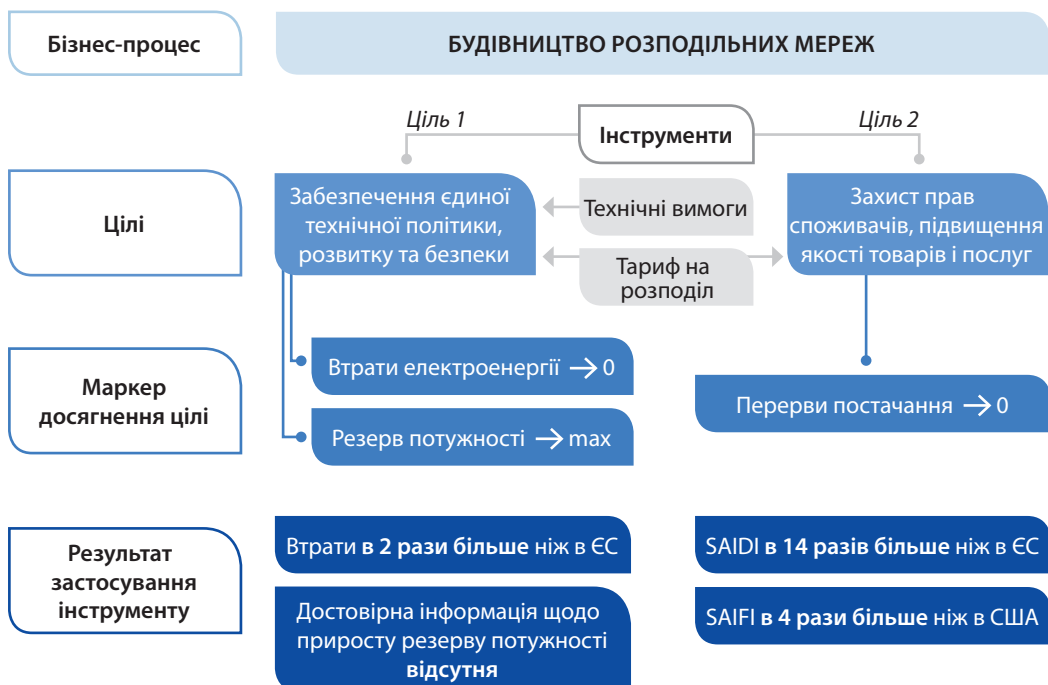 Бізнес-процес
БУДІВНИЦТВО РОЗПОДІЛЬНИХ МЕРЕЖ
Ціль 1
Інструменти
Ціль 2
Цілі
Забезпечення єдиної
технічної політики,
розвитку та безпеки
Технічні вимоги
Тариф на
розподіл
Захист прав
споживачів, підвищення
якості товарів і послуг
Маркер
досягнення цілі
Втрати електроенергії → 0
Резерв потужності → max
Перерви постачання → 0
Результат
застосування
інструменту
Втрати в 2 рази більше ніж в ЄС
Достовірна інформація щодо
приросту резерву потужності
відсутня
SAIDI в 14 разів більше ніж в ЄС
SAIFI в 4 рази більше ніж в США